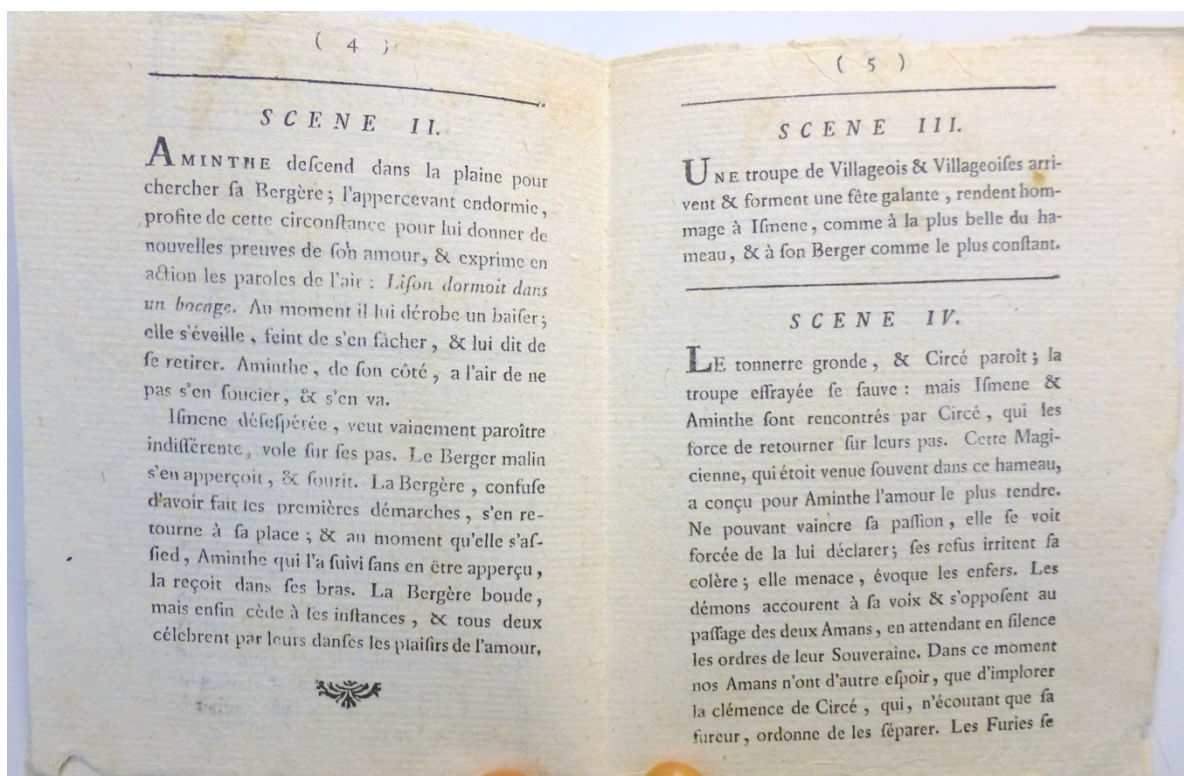 ( 4 )
SCENE II.
AMINTHE deſcend dans la plaine pour
chercher ſa Bergère ; l'appercevant endormie ,
profite de cette circonſtance pour lui donner de
nouvelles preuves de ſon amour, & exprime en
action les paroles de l'air : Liſon dormoit dans
un bocage. Au moment il lui dérobe un baiſer ;
elle s'éveille , feint de s'en fâcher , & lui dit de
ſe retirer. Aminthe , de ſon côté , a l'air de ne
pas s'en ſoucier , & s'en va.
Iſmene déſeſpérée , veut vainement paroître
indifférente, vole ſur ſes pas. Le Berger malin
s'en apperçoit , & ſourit. La Bergère , confuſe
d'avoir fait les premières démarches , s'en re-
tourne à ſa place ; & au moment qu'elle s'aſ-
ſied , Aminthe qui l'a ſuivi ſans en être apperçu ,
la reçoit dans ſes bras. La Bergère boude ,
mais enfin cède à ſes inſtances , & tous deux
célèbrent par leurs danſes les plaiſirs de l'amour.
( 5 )
SCENE III.
UNE troupe de Villageois & Villageoiſes arri-
vent & forment une fête galante , rendent hom-
mage à Iſmene , comme à la plus belle du ha-
meau , & à ſon Berger comme le plus conſtant.
SCENE IV.
LE tonnerre gronde , & Circé paroît ; la
troupe effrayée ſe ſauve : mais Iſmene &
Aminthe ſont rencontrés par Circé , qui les
force de retourner ſur leurs pas. Cette Magi-
cienne, qui étoit venue ſouvent dans ce hameau,
a conçu pour Aminthe l'amour le plus tendre.
Ne pouvant vaincre ſa paſſion , elle ſe voit
forcée de la lui déclarer ; ſes refus irritent ſa
colère ; elle menace , évoque les enfers. Les
démons accourent à ſa voix & s'oppoſent au
paſſage des deux Amans , en attendant en ſilence
les ordres de leur Souveraine. Dans ce moment
nos Amans n'ont d'autre eſpoir , que d'implorer
la clémence de Circé , qui , n'écoutant que ſa
fureur , ordonne de les ſéparer. Les Furies ſe